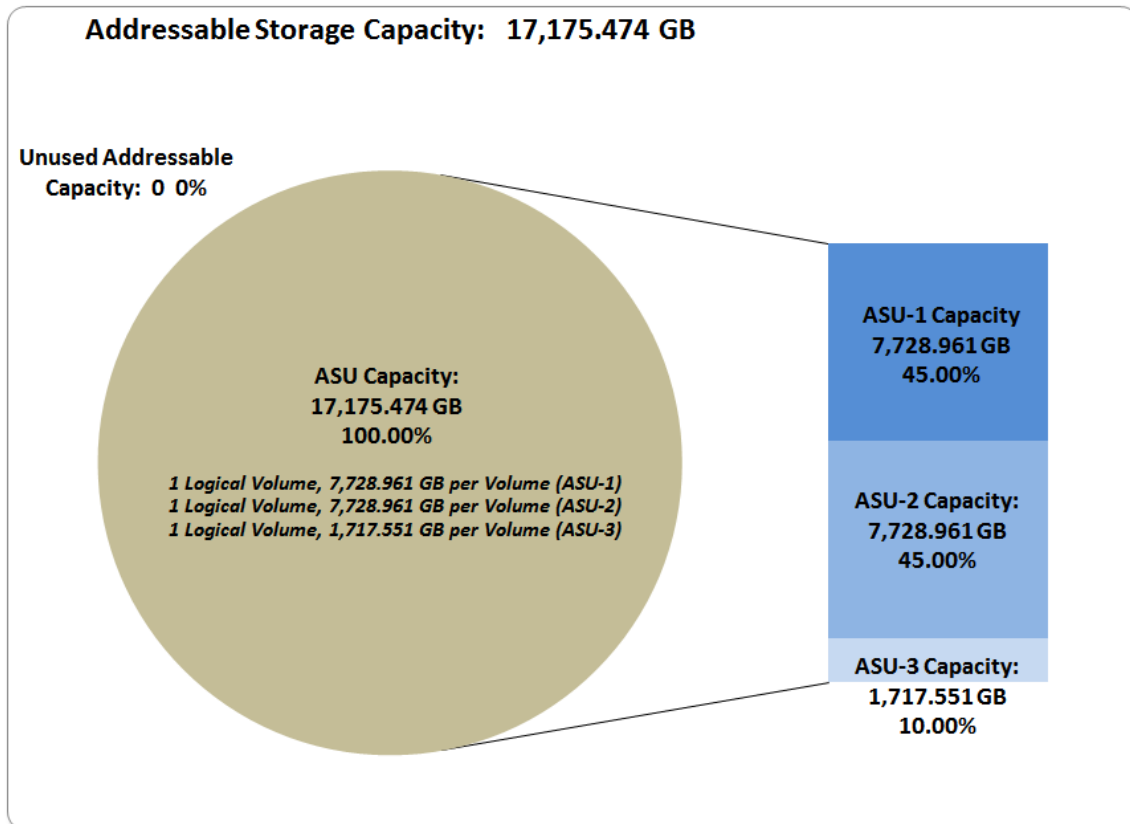 Addressable Storage Capacity: 17,175.474 GB
Unused Addressable
Capacity: 0 0%
ASU Capacity:
17,175.474 GB
100.00%
1 Logical Volume, 7,728.961 GB per Volume (ASU-1)
1 Logical Volume, 7,728.961 GB per Volume (ASU-2)
1 Logical Volume, 1,717.551 GB per Volume (ASU-3)
ASU-1 Capacity
7,728.961 GB
45.00%
ASU-2 Capacity:
7,728.961 GB
45.00%
ASU-3 Capacity:
1,717.551 GB
10.00%